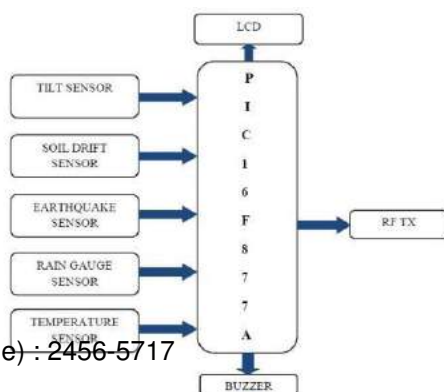 LCD
TILT SENSOR
SOIL DRIFT
SENSOR
EARTHQUAKE
SENSOR
RAIN GAUGE
SENSOR
TEMPERATURE
SENSOR
e) : 2456-5717
P
I
C
1
6
F
8
7
7
A
RF TX
BUZZER